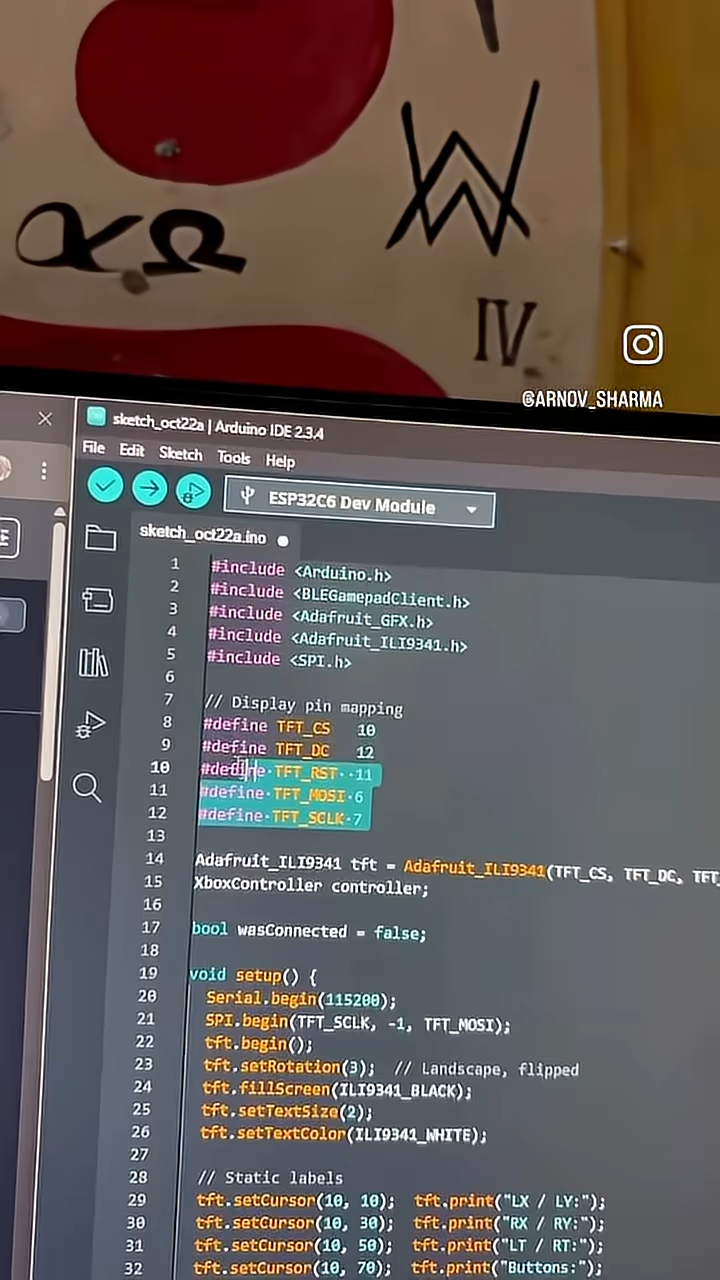 αΩ
W
IV
@ARNOV_SHARMA
sketch_oct22a | Arduino IDE 2.3.4
File Edit Sketch Tools Help
ESP32C6 Dev Module
sketch_oct22a.ino
1 #include <Arduino.h>
2 #include <BLEGamepadClient.h>
3 #include <Adafruit_GFX.h>
4 #include <Adafruit_ILI9341.h>
5 #include <SPI.h>
6
7 // Display pin mapping
8 #define TFT_CS 10
9 #define TFT_DC 12
10 #define TFT_RST 11
11 #define TFT_MOSI 6
12 #define TFT_SCLK 7
13
14 Adafruit_ILI9341 tft = Adafruit_ILI9341(TFT_CS, TFT_DC, TFT_
15 XboxController controller;
16
17 bool wasConnected = false;
18
19 void setup() {
20 Serial.begin(115200);
21 SPI.begin(TFT_SCLK, -1, TFT_MOSI);
22 tft.begin();
23 tft.setRotation(3); // Landscape, flipped
24 tft.fillScreen(ILI9341_BLACK);
25 tft.setTextSize(2);
26 tft.setTextColor(ILI9341_WHITE);
27
28 // Static labels
29 tft.setCursor(10, 10); tft.print("LX / LY:");
30 tft.setCursor(10, 30); tft.print("RX / RY:");
31 tft.setCursor(10, 50); tft.print("LT / RT:");
32 tft.setCursor(10, 70); tft.print("Buttons:");